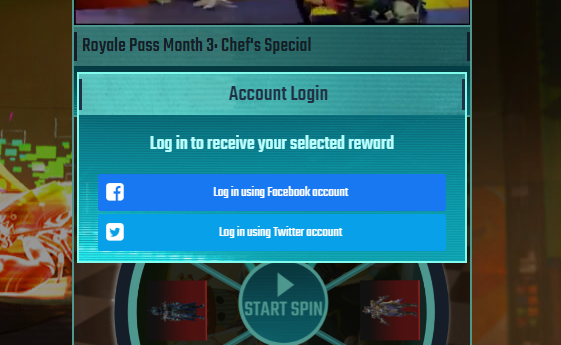 Royale Pass Month 3: Chef's Special
Account Login
Log in to receive your selected reward
Log in using Facebook account
Log in using Twitter account
START SPIN